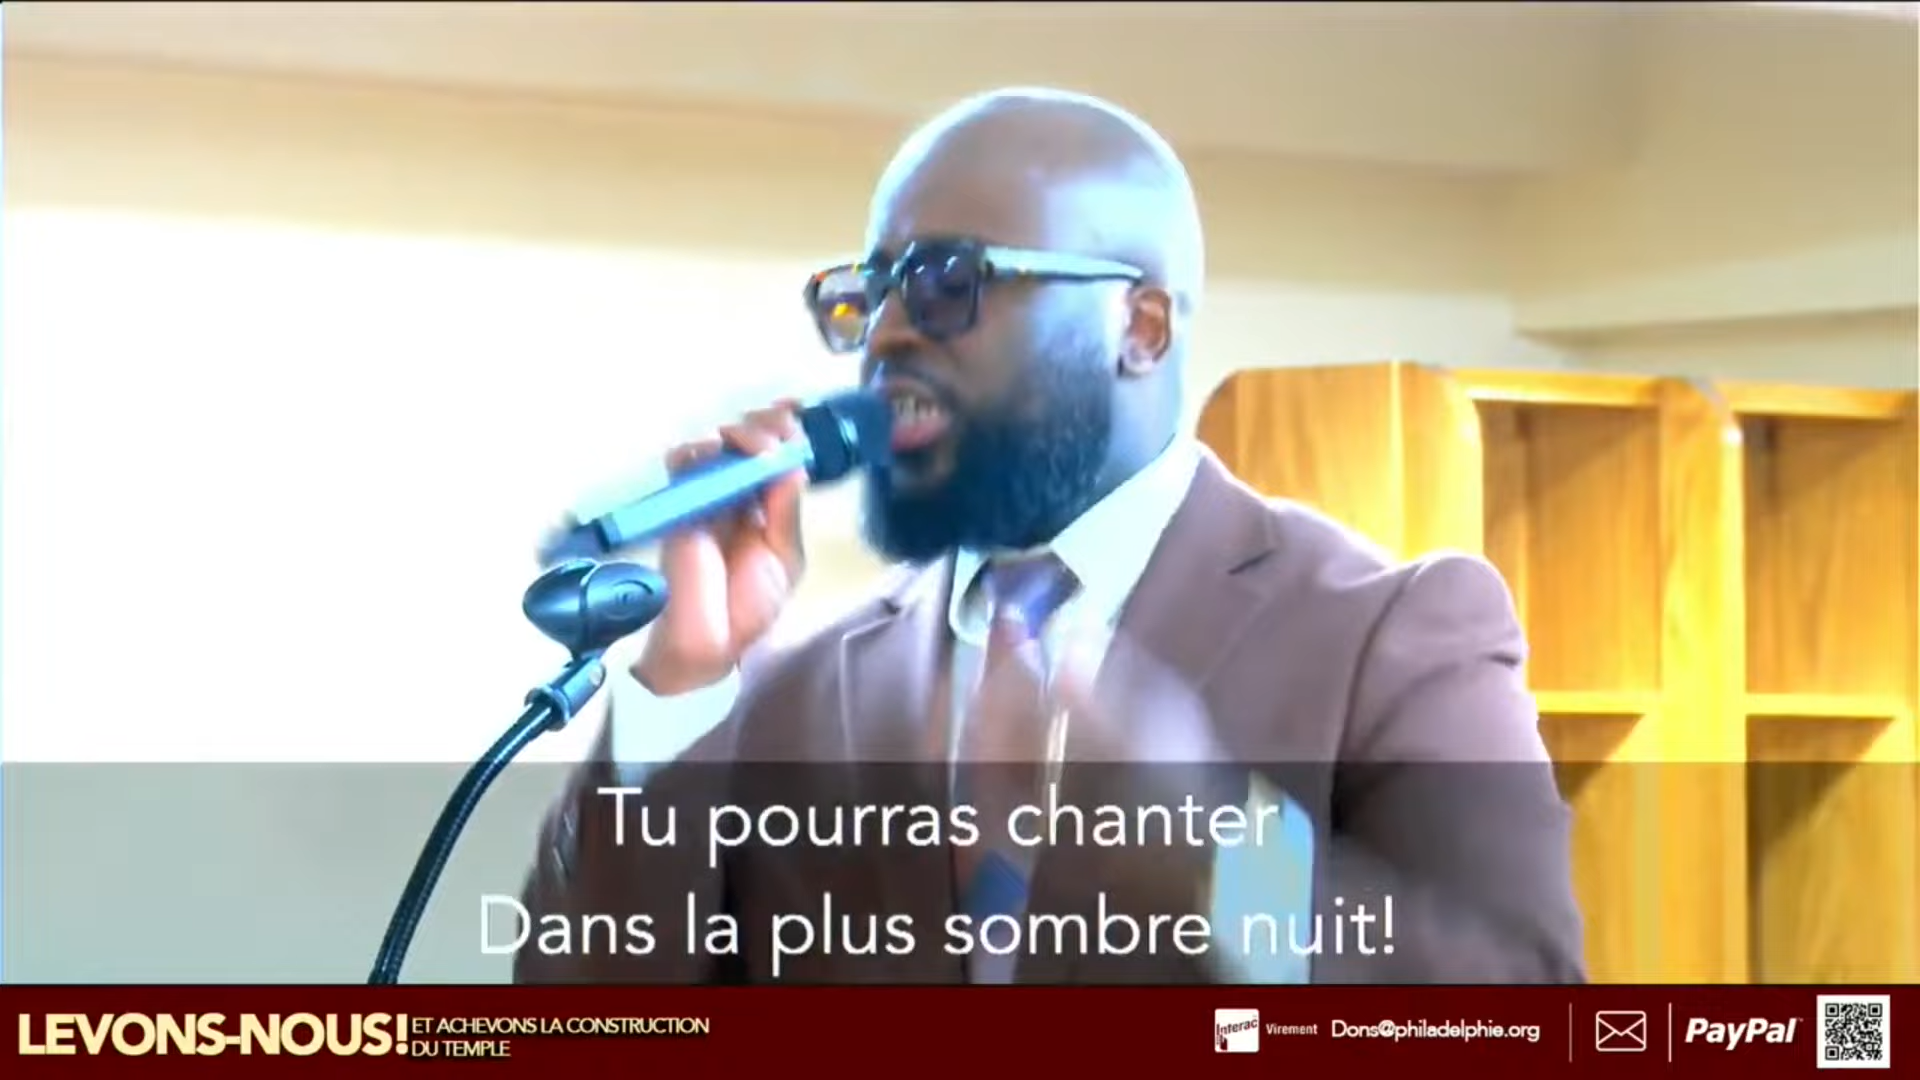 Tu pourras chanter
Dans la plus sombre nuit!
LEVONS-NOUS! ET ACHEVONS LA CONSTRUCTION
DU TEMPLE
Interac Virement Dons@philadelphie.org PayPal